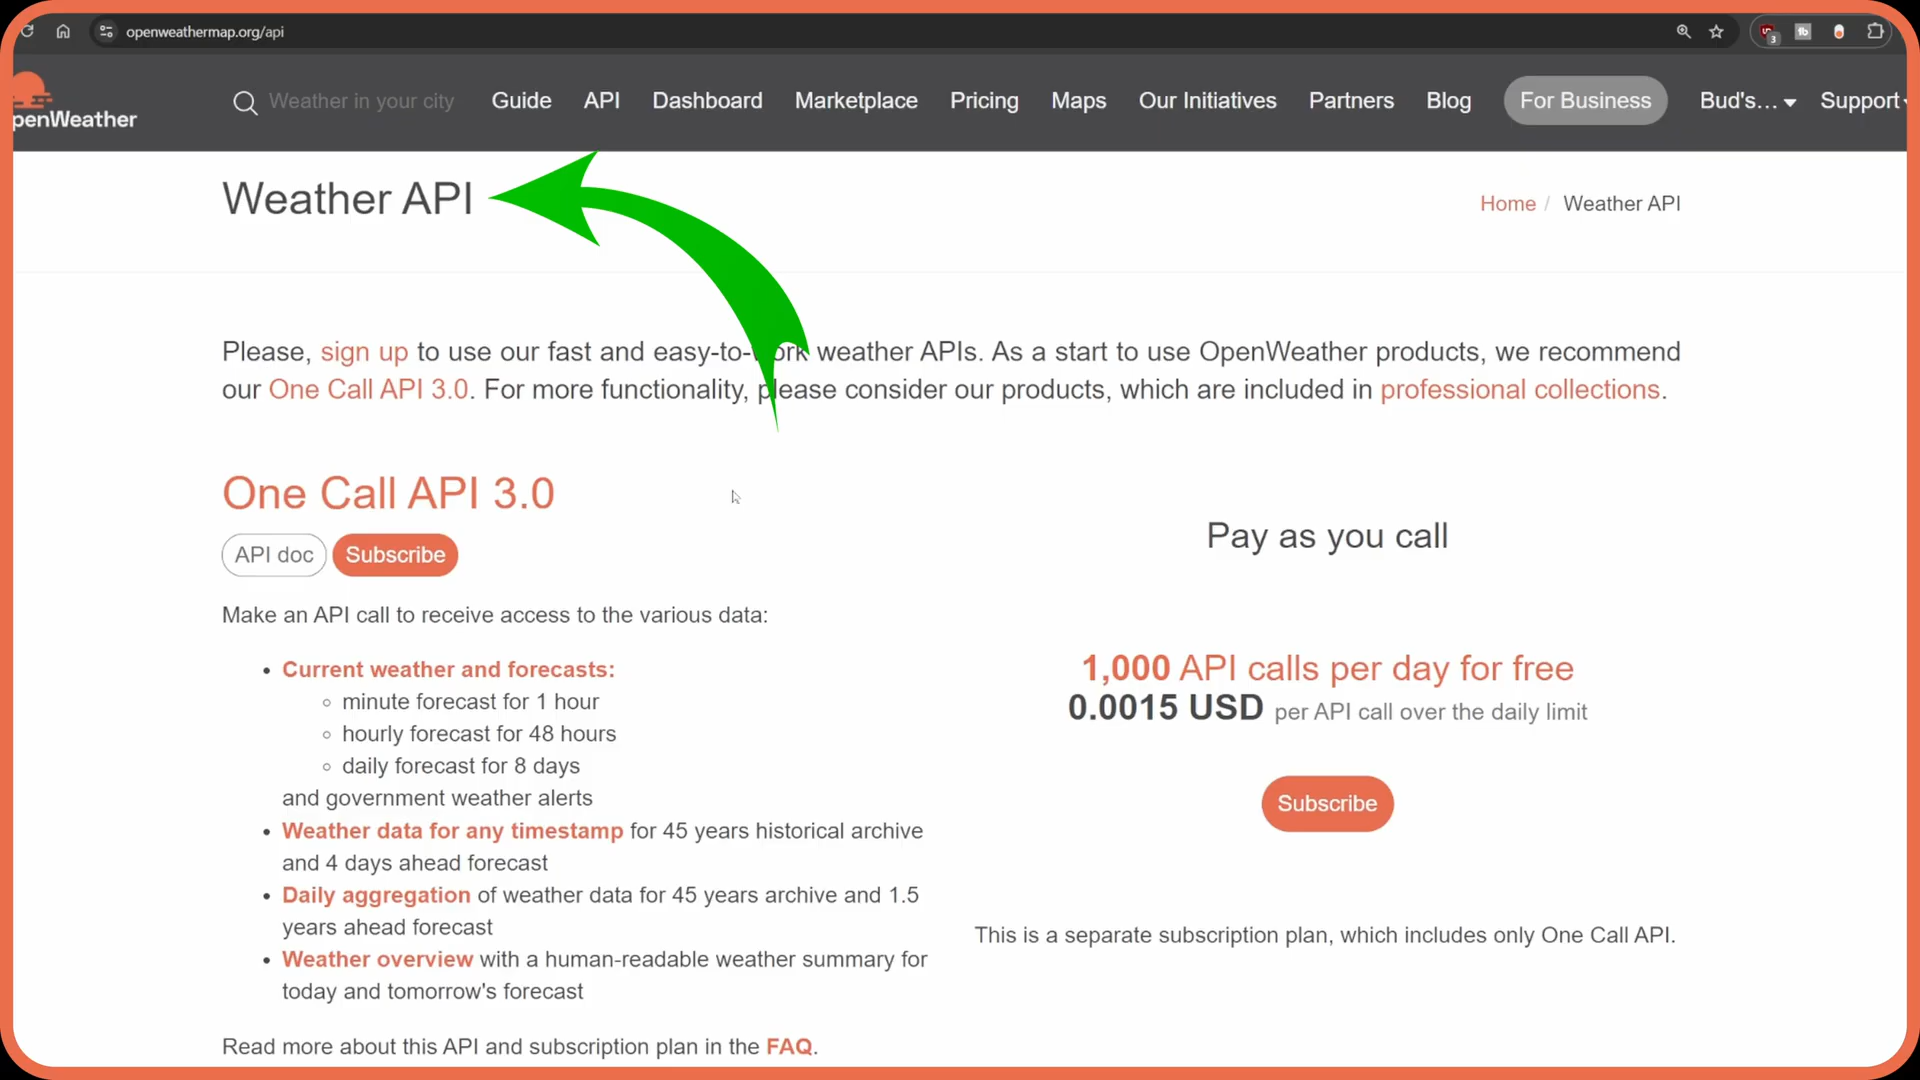 openweathermap.org/api
3
penWeather
Weather in your city
Guide
API
Dashboard
Marketplace
Pricing
Maps
Our Initiatives
Partners
Blog
For Business
Bud's...
Support
Weather API
Home / Weather API
Please, sign up to use our fast and easy-to- weather APIs. As a start to use OpenWeather products, we recommend
our One Call API 3.0. For more functionality, please consider our products, which are included in professional collections.
One Call API 3.0
API doc Subscribe
Make an API call to receive access to the various data:
• Current weather and forecasts:
◦ minute forecast for 1 hour
◦ hourly forecast for 48 hours
◦ daily forecast for 8 days
and government weather alerts
• Weather data for any timestamp for 45 years historical archive
and 4 days ahead forecast
• Daily aggregation of weather data for 45 years archive and 1.5
years ahead forecast
• Weather overview with a human-readable weather summary for
today and tomorrow's forecast
Read more about this API and subscription plan in the FAQ.
Pay as you call
1,000 API calls per day for free
0.0015 USD per API call over the daily limit
Subscribe
This is a separate subscription plan, which includes only One Call API.